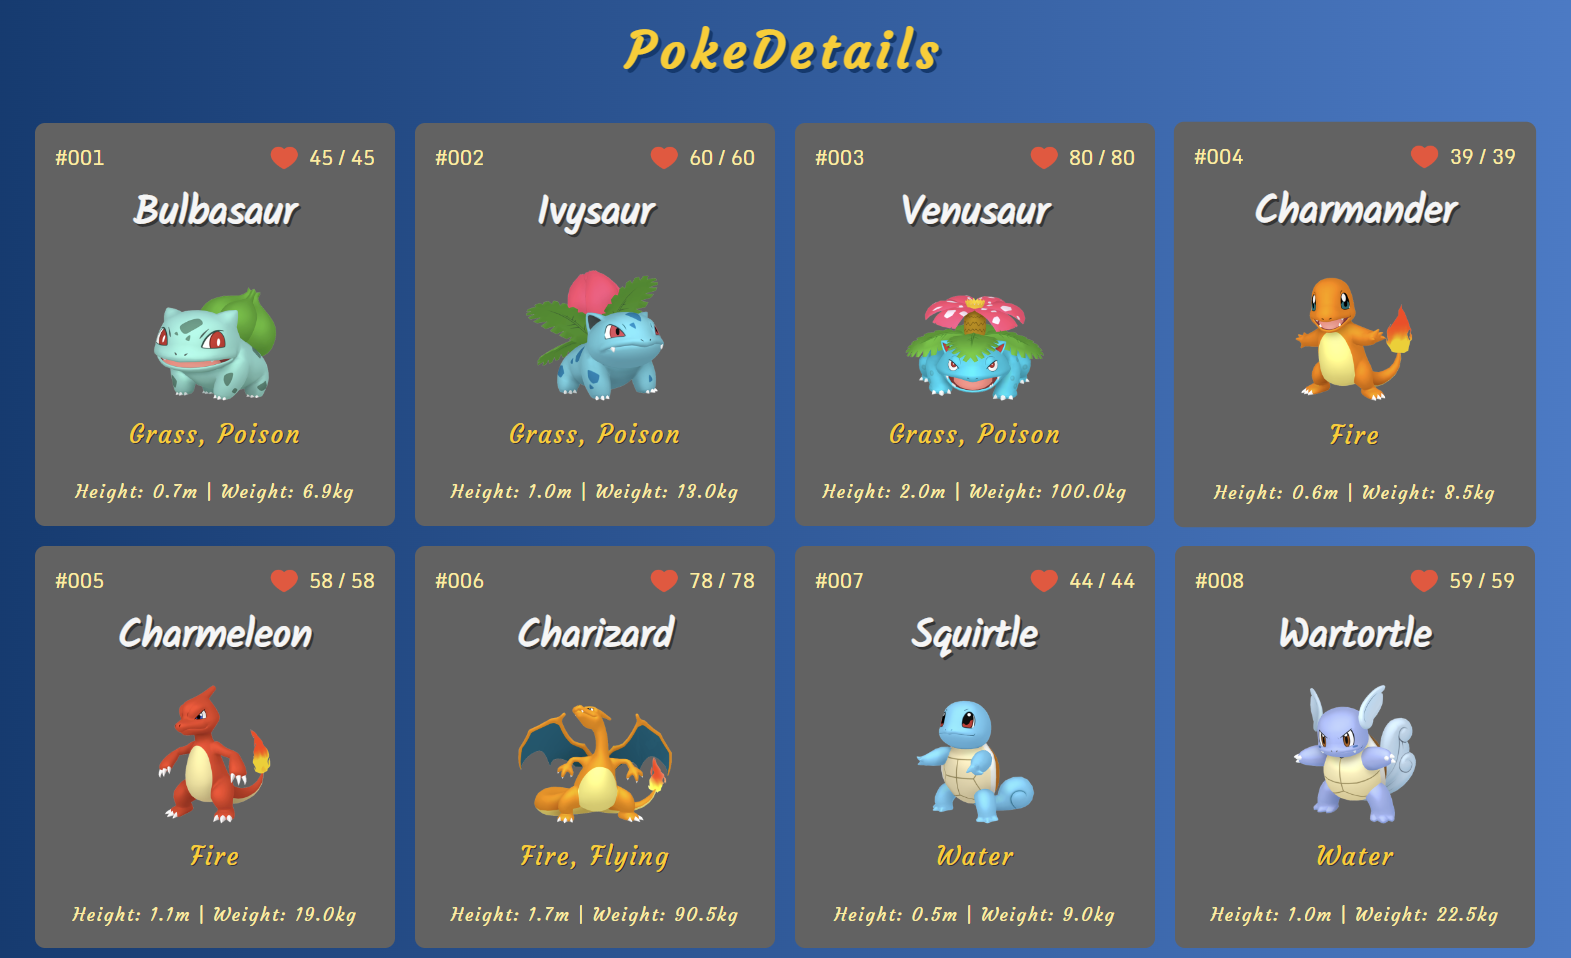 PokeDetails
#001 45 / 45
Bulbasaur
Grass, Poison
Height: 0.7m | Weight: 6.9kg
#002 60 / 60
Ivysaur
Grass, Poison
Height: 1.0m | Weight: 13.0kg
#003 80 / 80
Venusaur
Grass, Poison
Height: 2.0m | Weight: 100.0kg
#004 39 / 39
Charmander
Fire
Height: 0.6m | Weight: 8.5kg
#005 58 / 58
Charmeleon
Fire
Height: 1.1m | Weight: 19.0kg
#006 78 / 78
Charizard
Fire, Flying
Height: 1.7m | Weight: 90.5kg
#007 44 / 44
Squirtle
Water
Height: 0.5m | Weight: 9.0kg
#008 59 / 59
Wartortle
Water
Height: 1.0m | Weight: 22.5kg